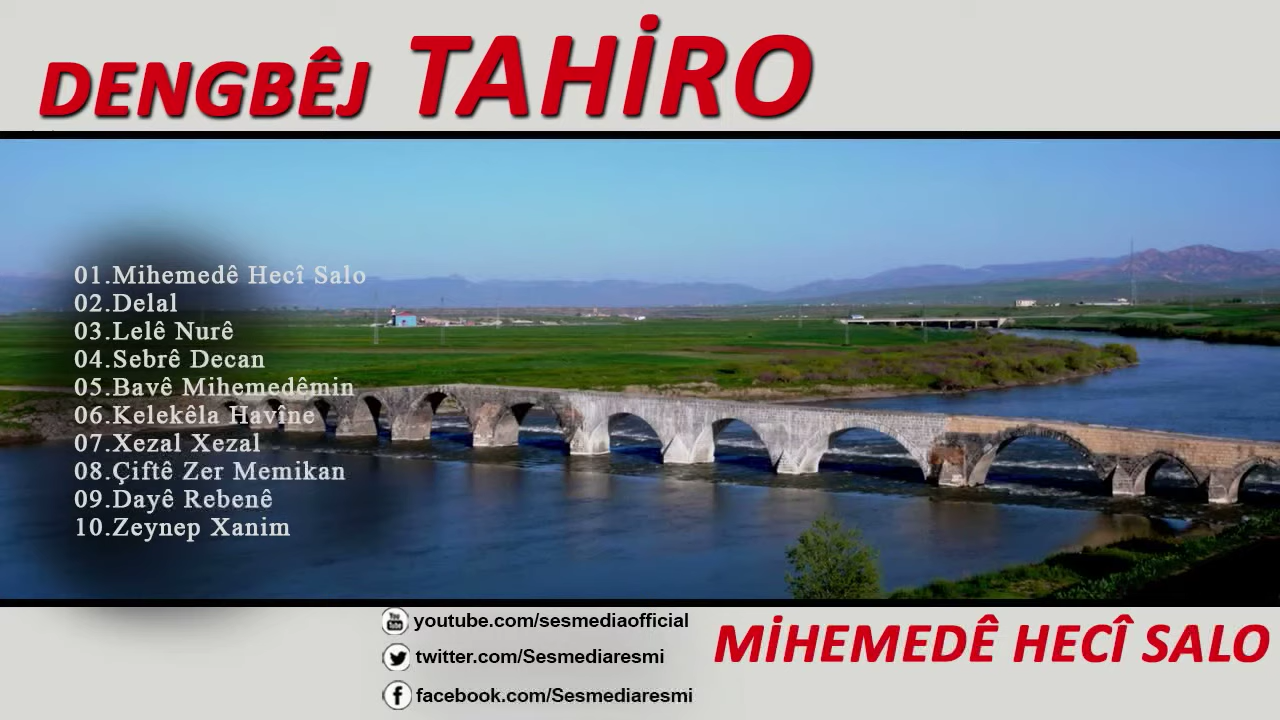 DENGBÊJ TAHİRO
01.Mihemedê Hecî Salo
02.Delal
03.Lelê Nurê
04.Sebrê Decan
05.Bavê Mihemedêmin
06.Kelekêla Havîne
07.Xezal Xezal
08.Çiftê Zer Memikan
09.Dayê Rebenê
10.Zeynep Xanim
You Tube youtube.com/sesmediaofficial
twitter.com/Sesmediaresmi
facebook.com/Sesmediaresmi
MİHEMEDÊ HECÎ SALO